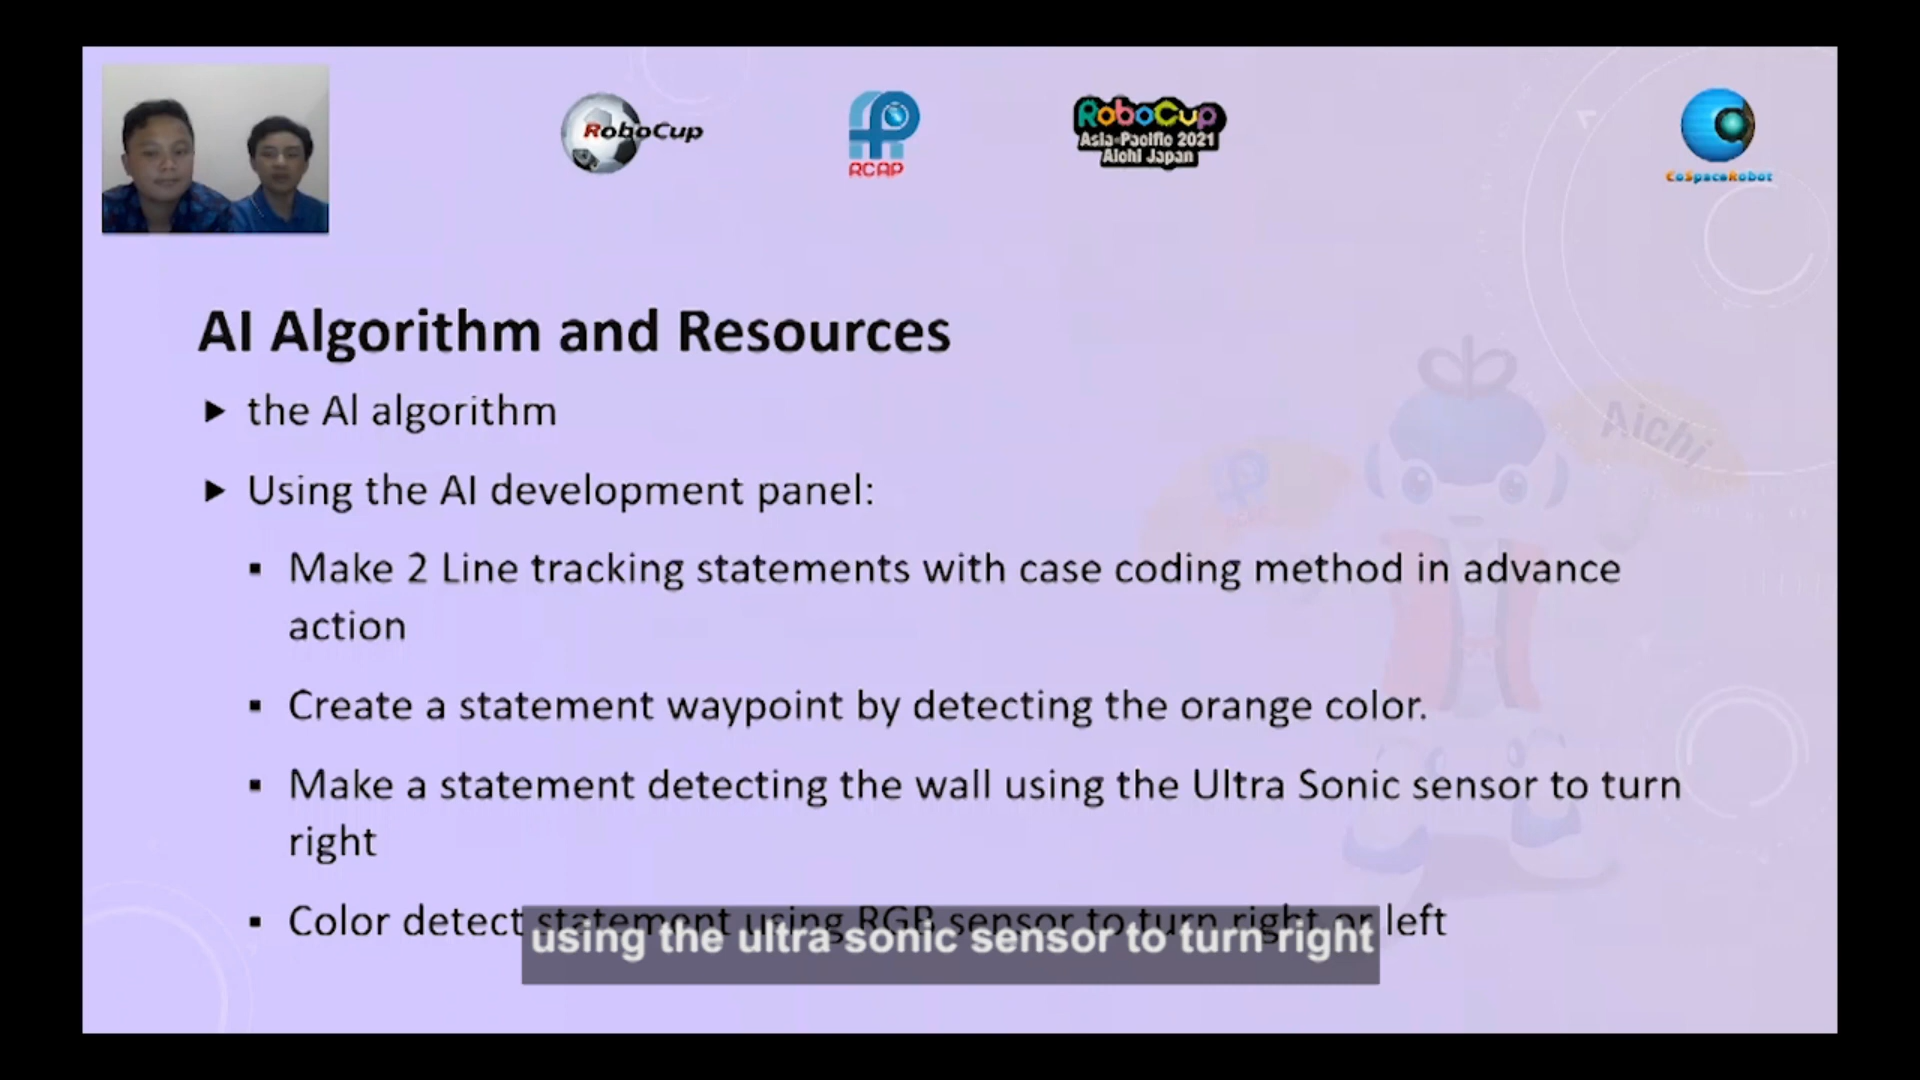 RoboCup
RCAP
RoboCup
Asia-Pacific 2021
Aichi Japan
CoSpaceRobot
AI Algorithm and Resources
the AI algorithm
Aichi
Using the AI development panel:
Make 2 Line tracking statements with case coding method in advance
action
Create a statement waypoint by detecting the orange color.
Make a statement detecting the wall using the Ultra Sonic sensor to turn
right
Color detect statement using RGB sensor to turn right or left
using the ultra sonic sensor to turn right